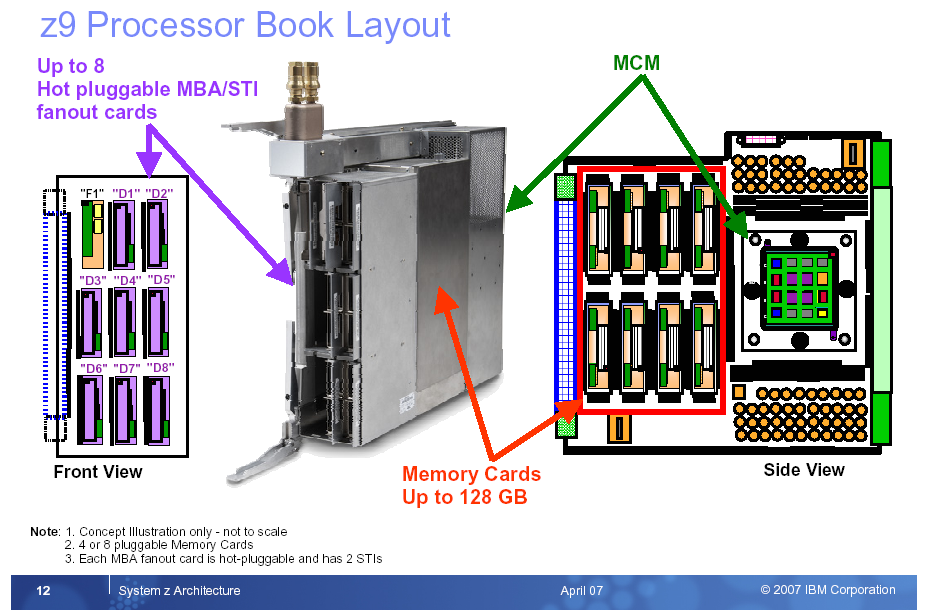 z9 Processor Book Layout
Up to 8
Hot pluggable MBA/STI
fanout cards
MCM
"F1" "D1" "D2"
"D3" "D4" "D5"
"D6" "D7" "D8"
Front View
Memory Cards
Up to 128 GB
Side View
Note: 1. Concept Illustration only - not to scale
2. 4 or 8 pluggable Memory Cards
3. Each MBA fanout card is hot-pluggable and has 2 STIs
12
System z Architecture
April 07
© 2007 IBM Corporation